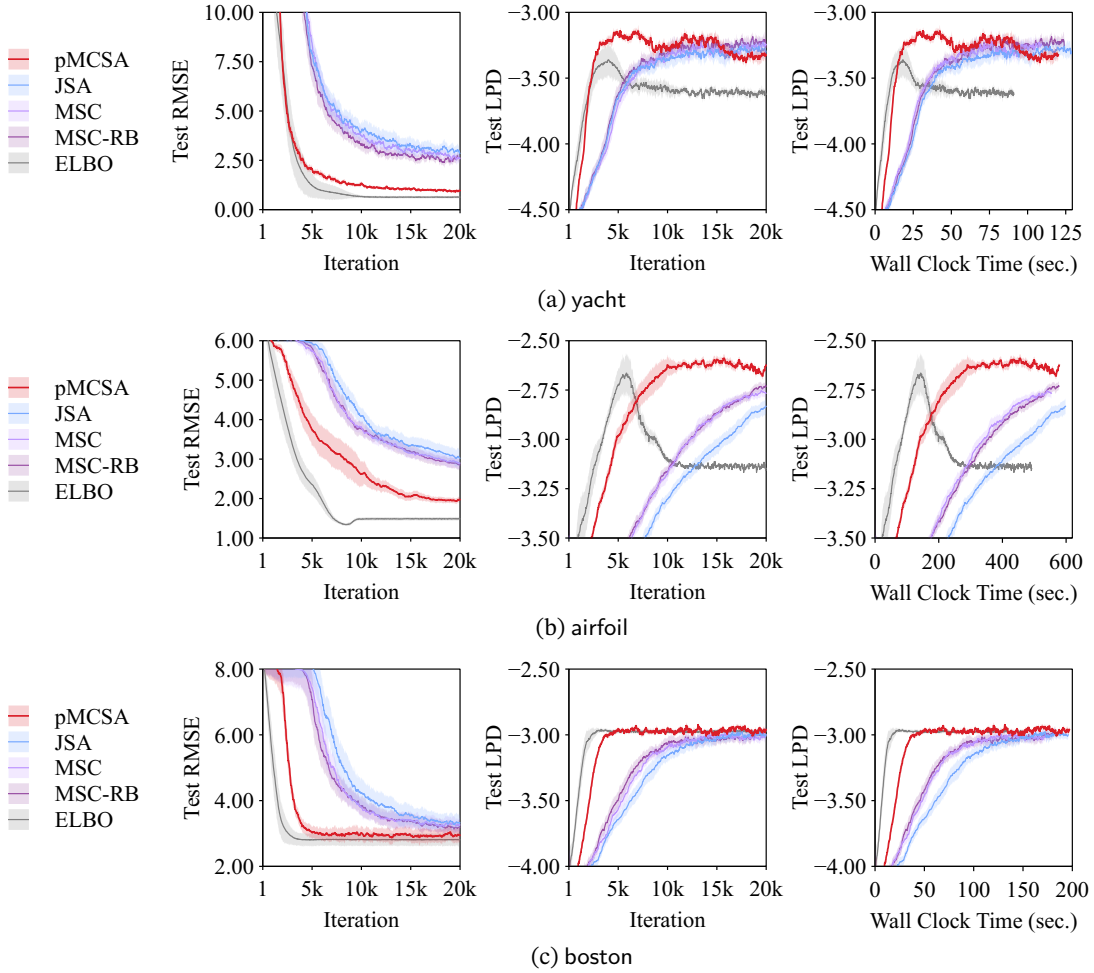 pMCSA
JSA
MSC
MSC-RB
ELBO
Test RMSE
10.00
7.50
5.00
2.50
0.00
1 5k 10k 15k 20k
Iteration
Test LPD
−3.00
−3.50
−4.00
−4.50
1 5k 10k 15k 20k
Iteration
Test LPD
−3.00
−3.50
−4.00
−4.50
0 25 50 75 100 125
Wall Clock Time (sec.)
(a) yacht
pMCSA
JSA
MSC
MSC-RB
ELBO
Test RMSE
6.00
5.00
4.00
3.00
2.00
1.00
1 5k 10k 15k 20k
Iteration
Test LPD
−2.50
−2.75
−3.00
−3.25
−3.50
1 5k 10k 15k 20k
Iteration
Test LPD
−2.50
−2.75
−3.00
−3.25
−3.50
0 200 400 600
Wall Clock Time (sec.)
(b) airfoil
pMCSA
JSA
MSC
MSC-RB
ELBO
Test RMSE
8.00
6.00
4.00
2.00
1 5k 10k 15k 20k
Iteration
Test LPD
−2.50
−3.00
−3.50
−4.00
1 5k 10k 15k 20k
Iteration
Test LPD
−2.50
−3.00
−3.50
−4.00
0 50 100 150 200
Wall Clock Time (sec.)
(c) boston